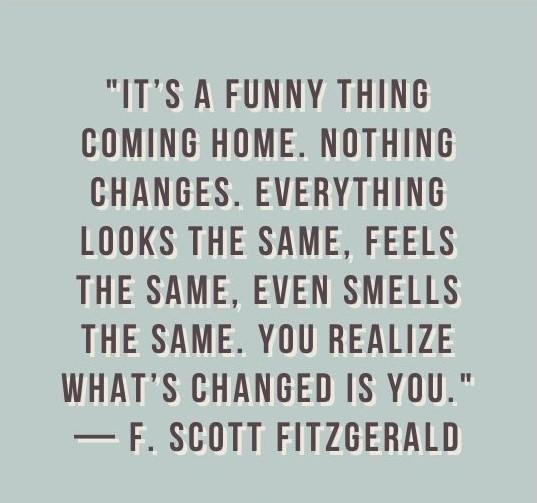 "IT'S A FUNNY THING
COMING HOME. NOTHING
CHANGES. EVERYTHING
LOOKS THE SAME, FEELS
THE SAME, EVEN SMELLS
THE SAME. YOU REALIZE
WHAT'S CHANGED IS YOU."
— F. SCOTT FITZGERALD